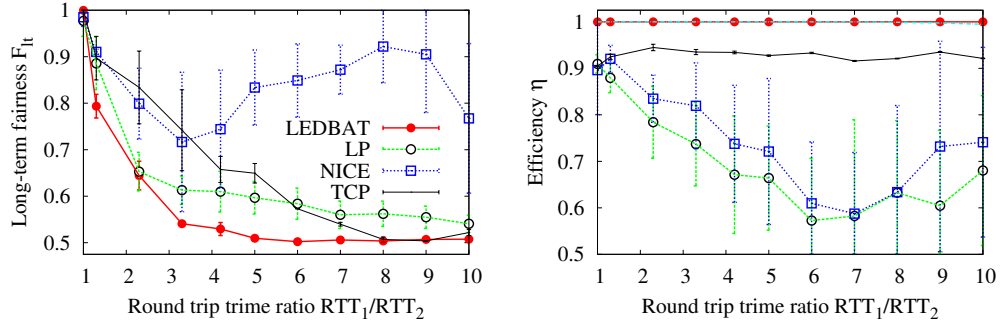 Long-term fairness F_lt
1
0.9
0.8
0.7
0.6
0.5
1 2 3 4 5 6 7 8 9 10
Round trip trime ratio RTT_1/RTT_2
LEDBAT
LP
NICE
TCP
Efficiency η
1
0.9
0.8
0.7
0.6
0.5
1 2 3 4 5 6 7 8 9 10
Round trip trime ratio RTT_1/RTT_2